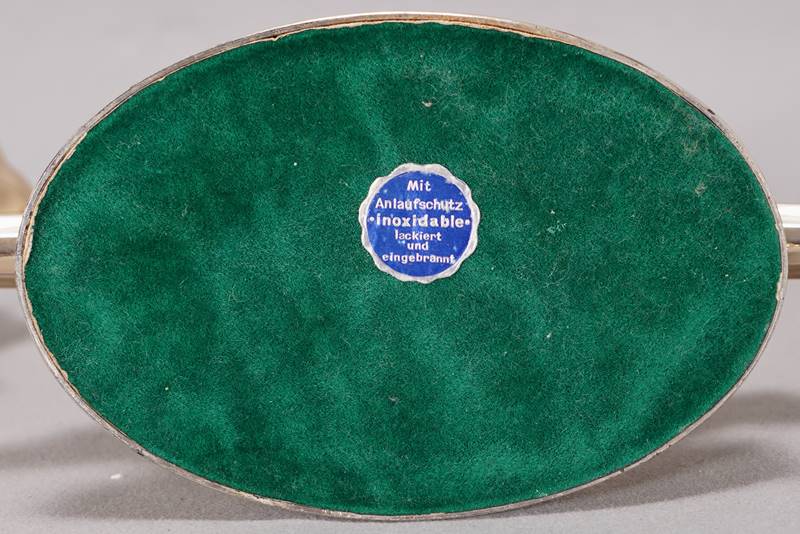 Mit
Anlaufschutz
•inoxidable•
lackiert
und
eingebrannt